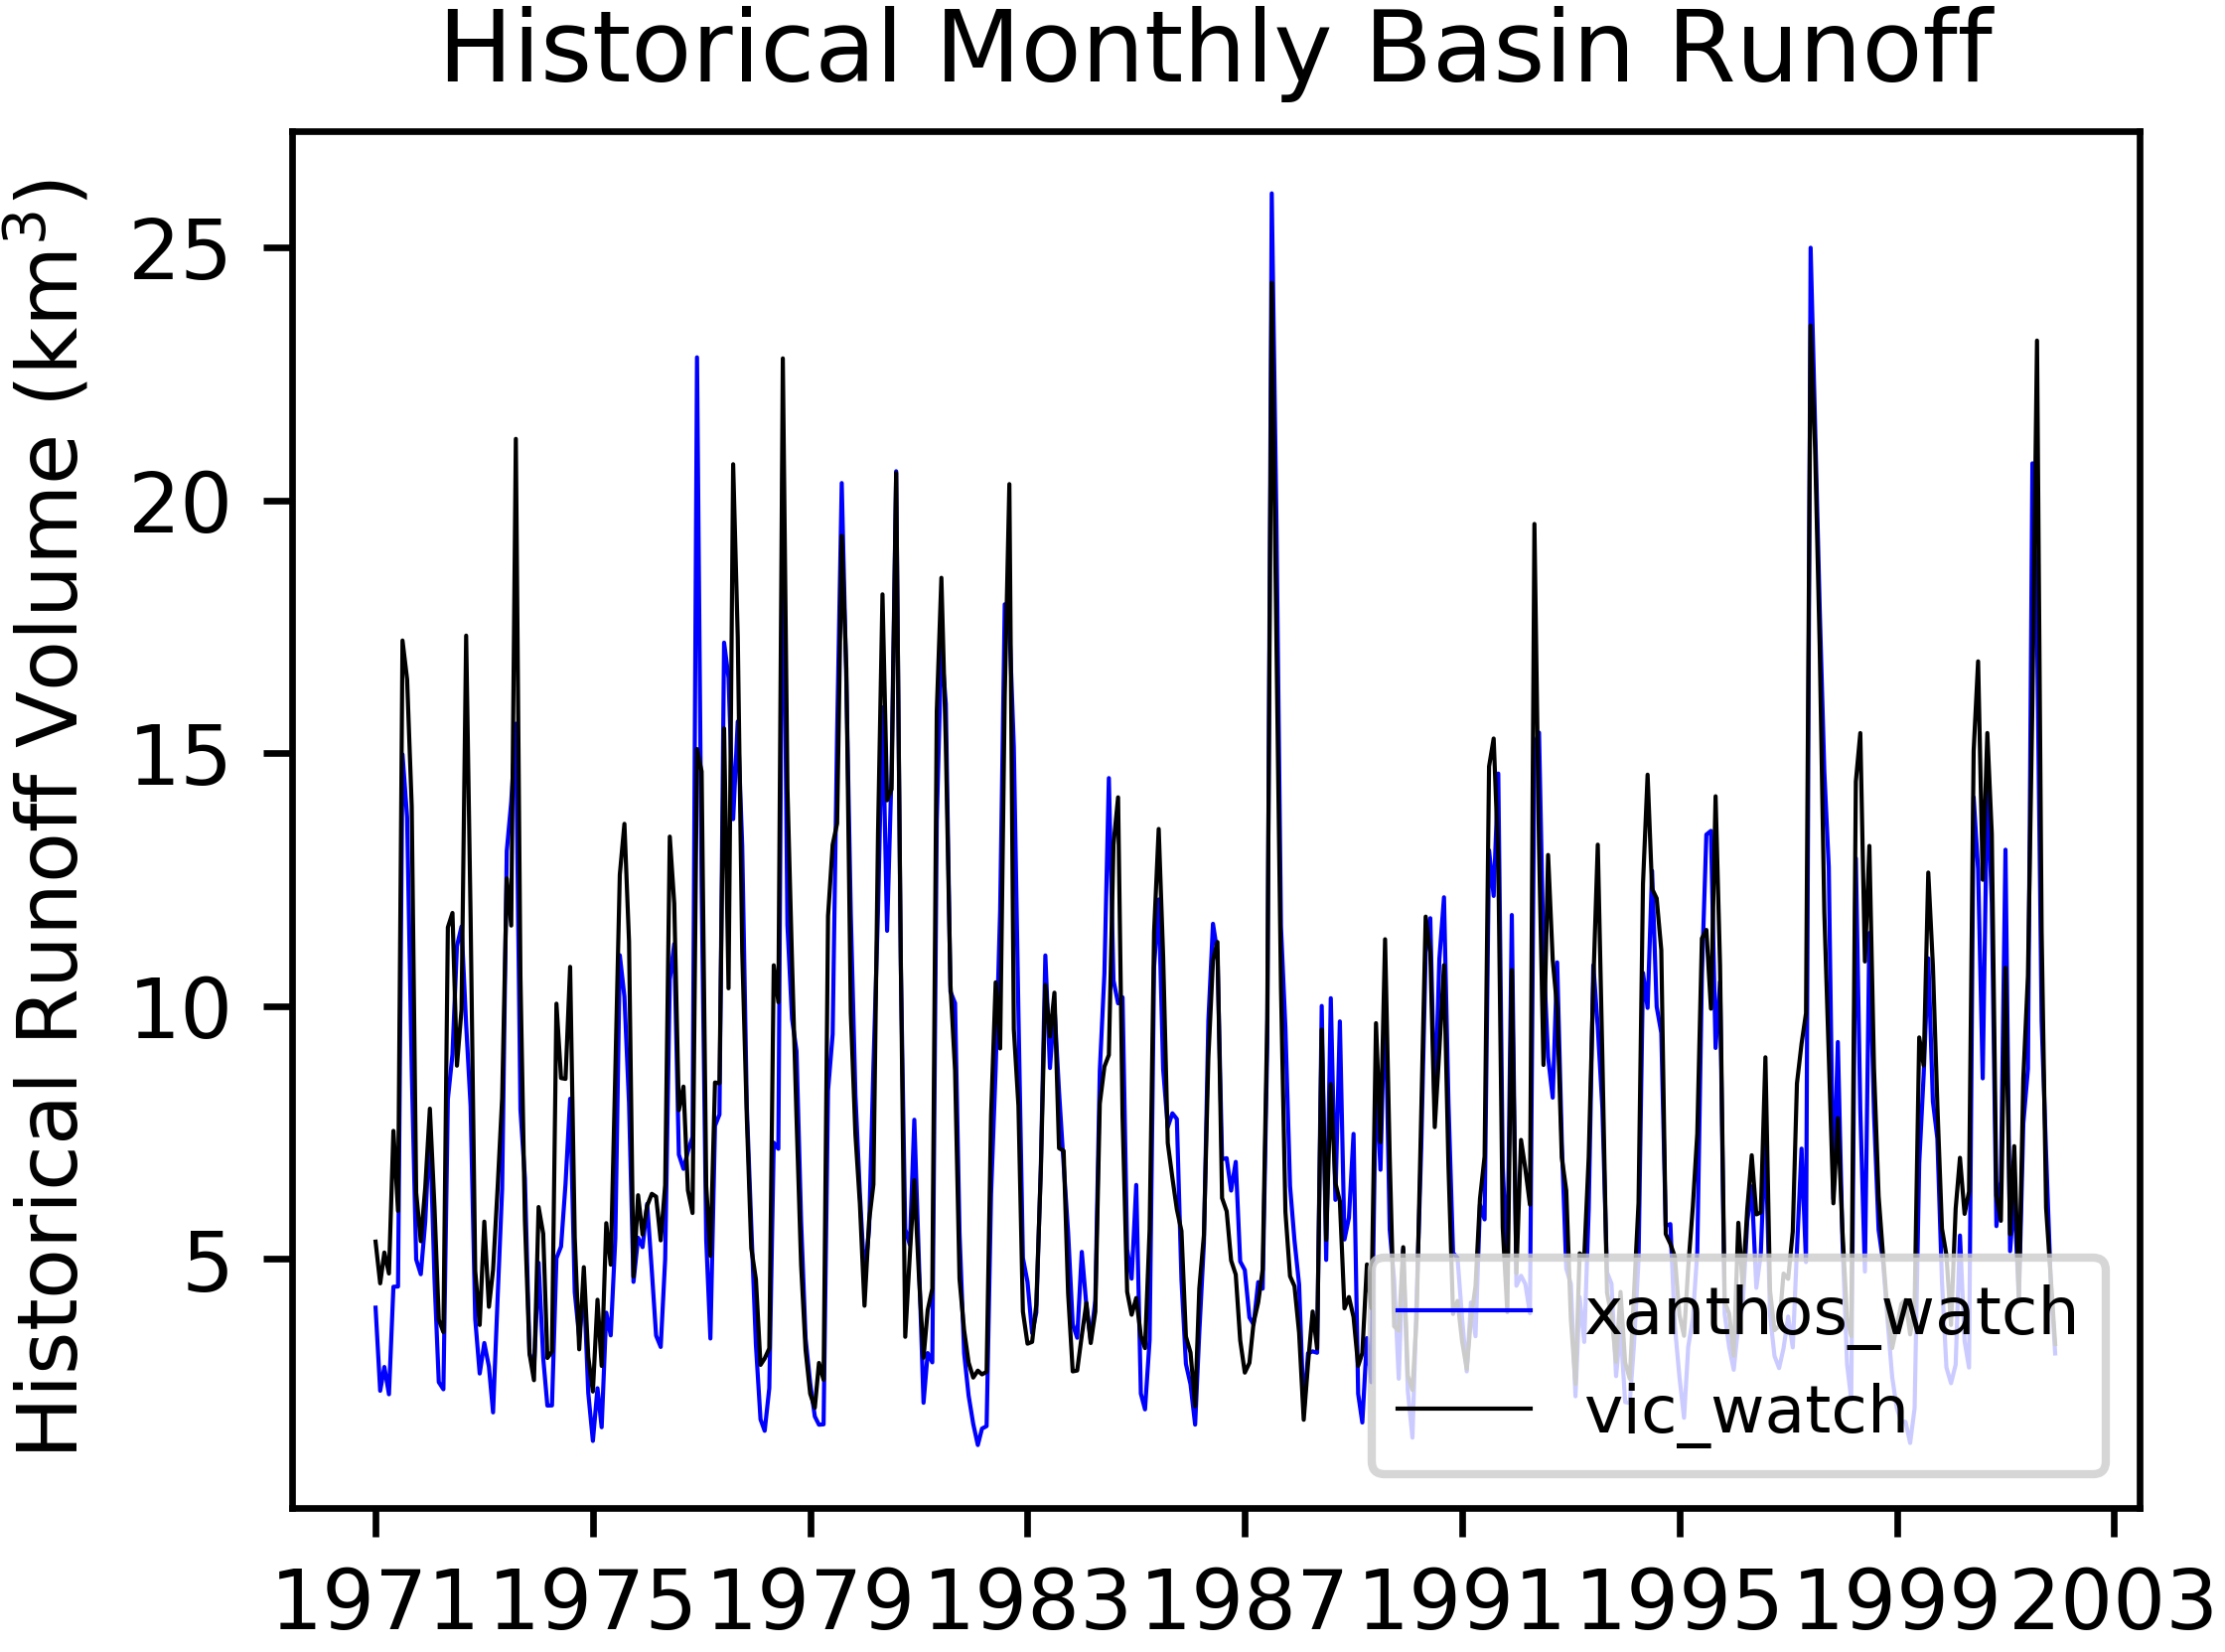 Historical Monthly Basin Runoff
Historical Runoff Volume (km³)
25
20
15
10
5
xanthos_watch
vic_watch
1971 1975 1979 1983 1987 1991 1995 1999 2003